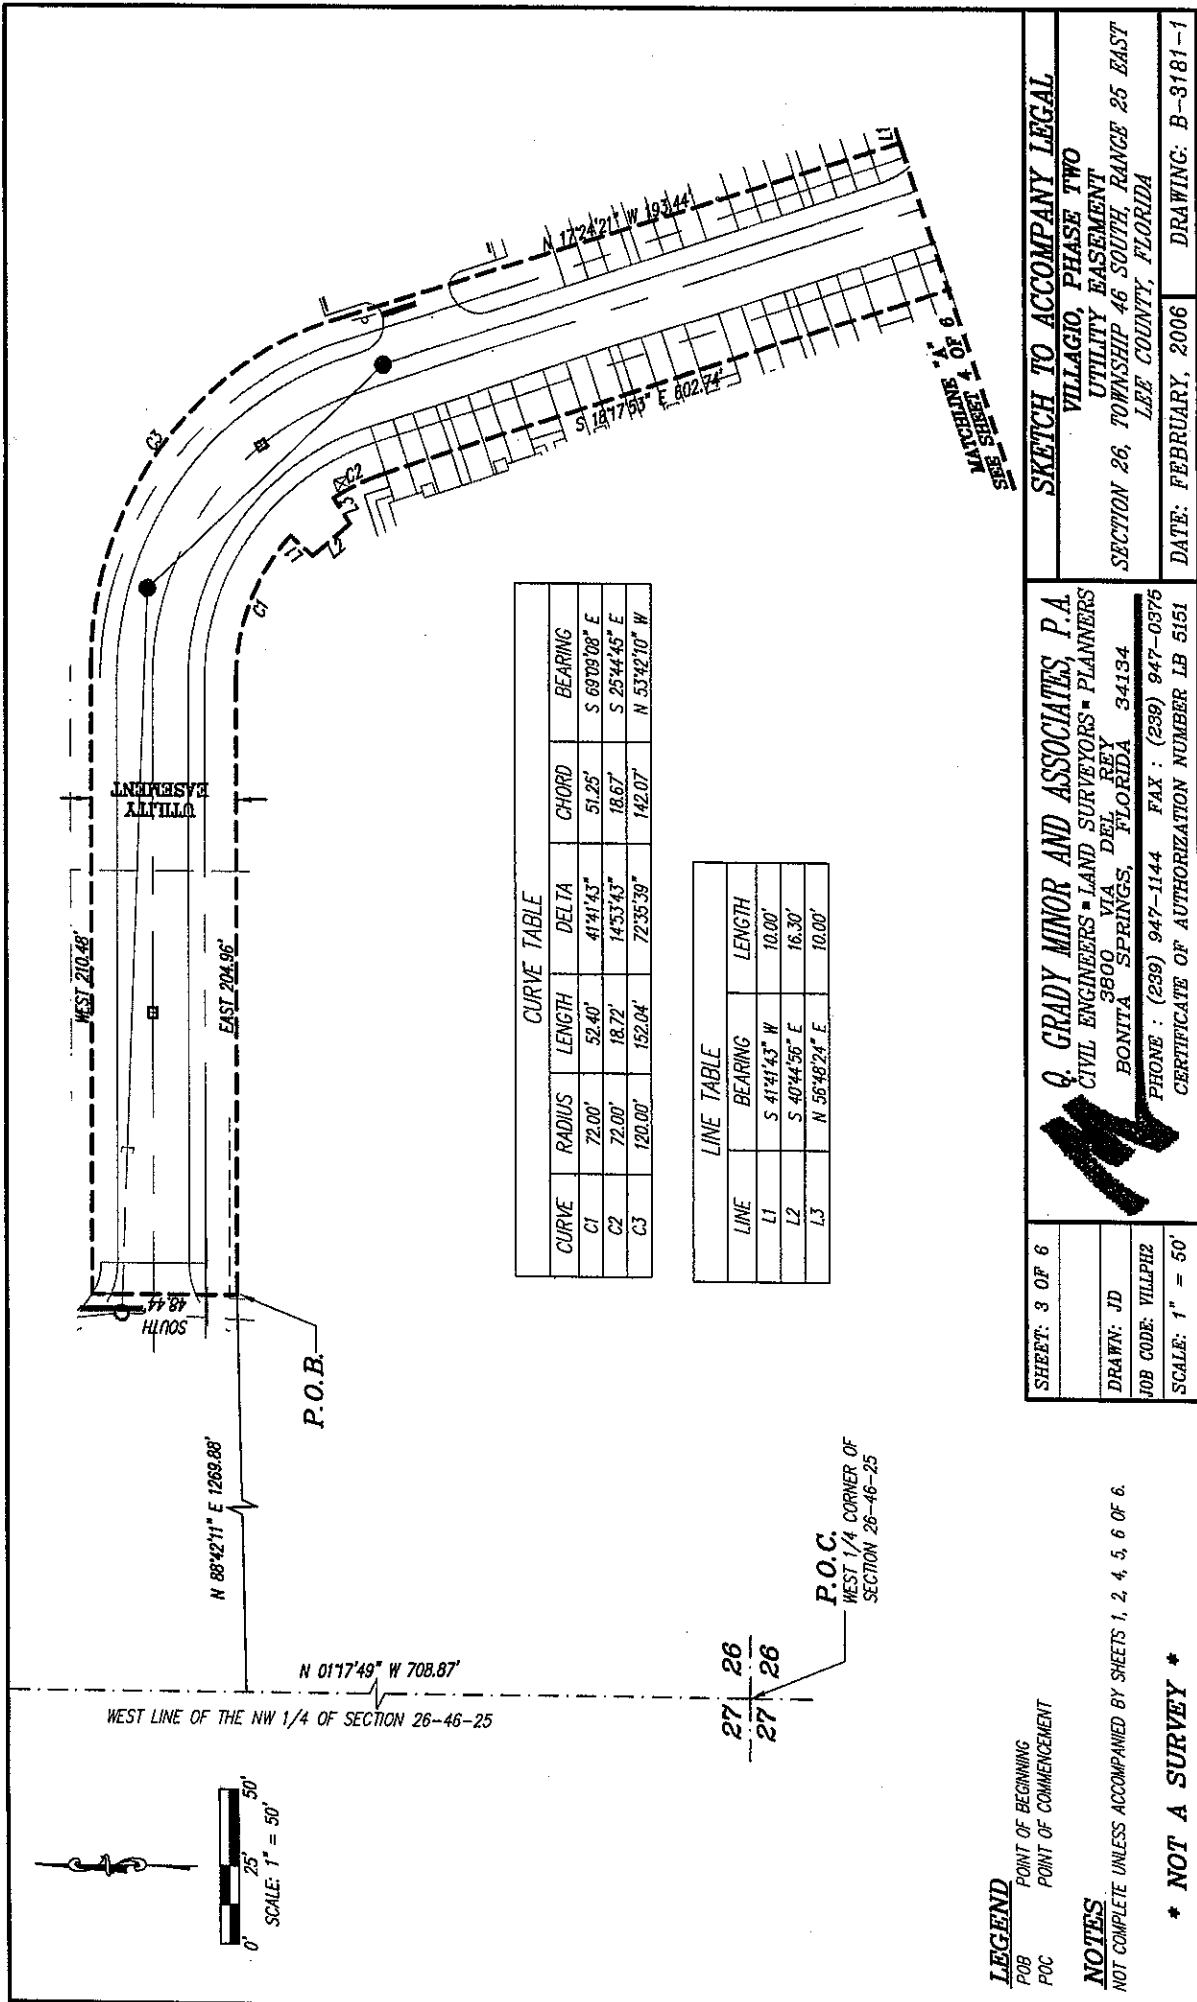 WEST 210.48'
UTILITY
EASEMENT
EAST 204.96'
SOUTH
48.44
P.O.B.
N 88°42'11" E 1269.88'
N 01°17'49" W 708.87'
WEST LINE OF THE NW 1/4 OF SECTION 26-46-25
27 26
27 26
P.O.C.
WEST 1/4 CORNER OF
SECTION 26-46-25
C3
C1
L1
L2
L3
C2
N 17°24'21" W 193.44'
S 18°17'53" E 602.74'
L1
MATCHLINE "A"
SEE SHEET 4 OF 6
0' 25' 50'
SCALE: 1" = 50'
CURVE TABLE
CURVE RADIUS LENGTH DELTA CHORD BEARING
C1 72.00' 52.40' 41°41'43" 51.25' S 69°09'08" E
C2 72.00' 18.72' 14°53'43" 18.67' S 25°44'45" E
C3 120.00' 152.04' 72°35'39" 142.07' N 53°42'10" W
LINE TABLE
LINE BEARING LENGTH
L1 S 41°41'43" W 10.00'
L2 S 40°44'56" E 16.30'
L3 N 56°48'24" E 10.00'
LEGEND
POB POINT OF BEGINNING
POC POINT OF COMMENCEMENT
NOTES
NOT COMPLETE UNLESS ACCOMPANIED BY SHEETS 1, 2, 4, 5, 6 OF 6.
* NOT A SURVEY *
SHEET: 3 OF 6
DRAWN: JD
JOB CODE: VILLPH2
SCALE: 1" = 50'
Q. GRADY MINOR AND ASSOCIATES, P.A.
CIVIL ENGINEERS ▪ LAND SURVEYORS ▪ PLANNERS
3800 VIA DEL REY
BONITA SPRINGS, FLORIDA 34134
PHONE : (239) 947-1144 FAX : (239) 947-0375
CERTIFICATE OF AUTHORIZATION NUMBER LB 5151
SKETCH TO ACCOMPANY LEGAL
VILLAGIO, PHASE TWO
UTILITY EASEMENT
SECTION 26, TOWNSHIP 46 SOUTH, RANGE 25 EAST
LEE COUNTY, FLORIDA
DATE: FEBRUARY, 2006 DRAWING: B-3181-1